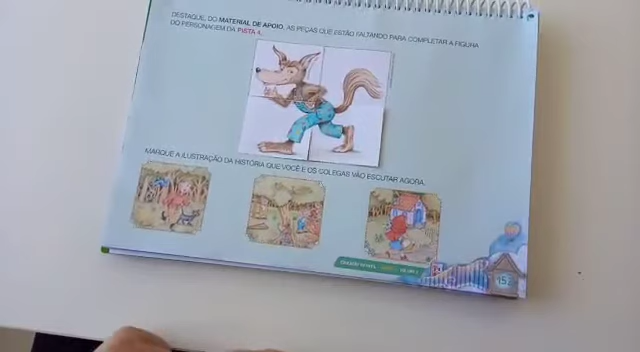 DESTAQUE, DO MATERIAL DE APOIO, AS PEÇAS QUE ESTÃO FALTANDO PARA COMPLETAR A FIGURA
DO PERSONAGEM DA PISTA 1.
MARQUE A ILUSTRAÇÃO DA HISTÓRIA QUE VOCÊ E OS COLEGAS VÃO ESCUTAR AGORA.
152